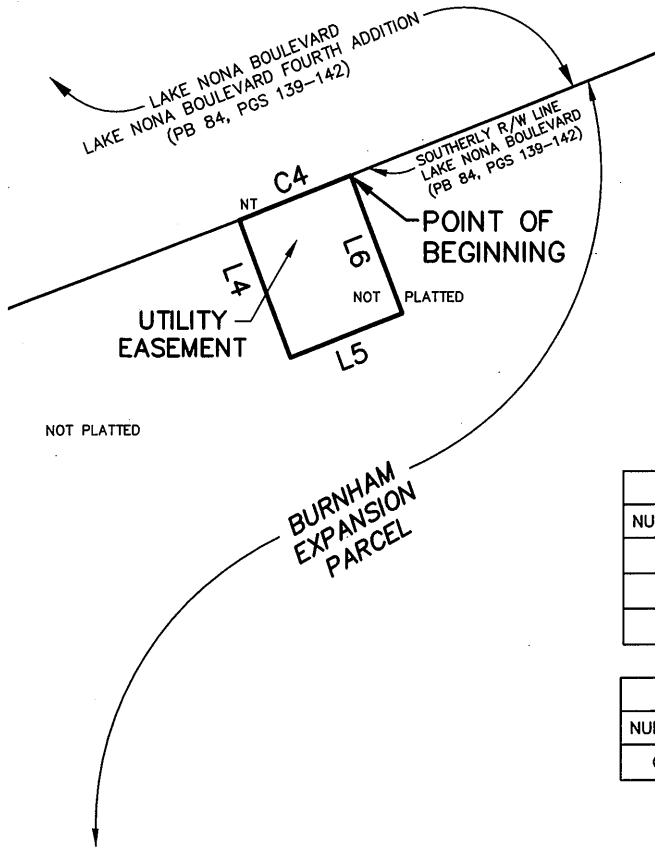 LAKE NONA BOULEVARD
LAKE NONA BOULEVARD FOURTH ADDITION
(PB 84, PGS 139–142)
SOUTHERLY R/W LINE
LAKE NONA BOULEVARD
(PB 84, PGS 139–142)
NT
C4
POINT OF
BEGINNING
L4
L6
NOT PLATTED
UTILITY
EASEMENT
L5
NOT PLATTED
BURNHAM
EXPANSION
PARCEL